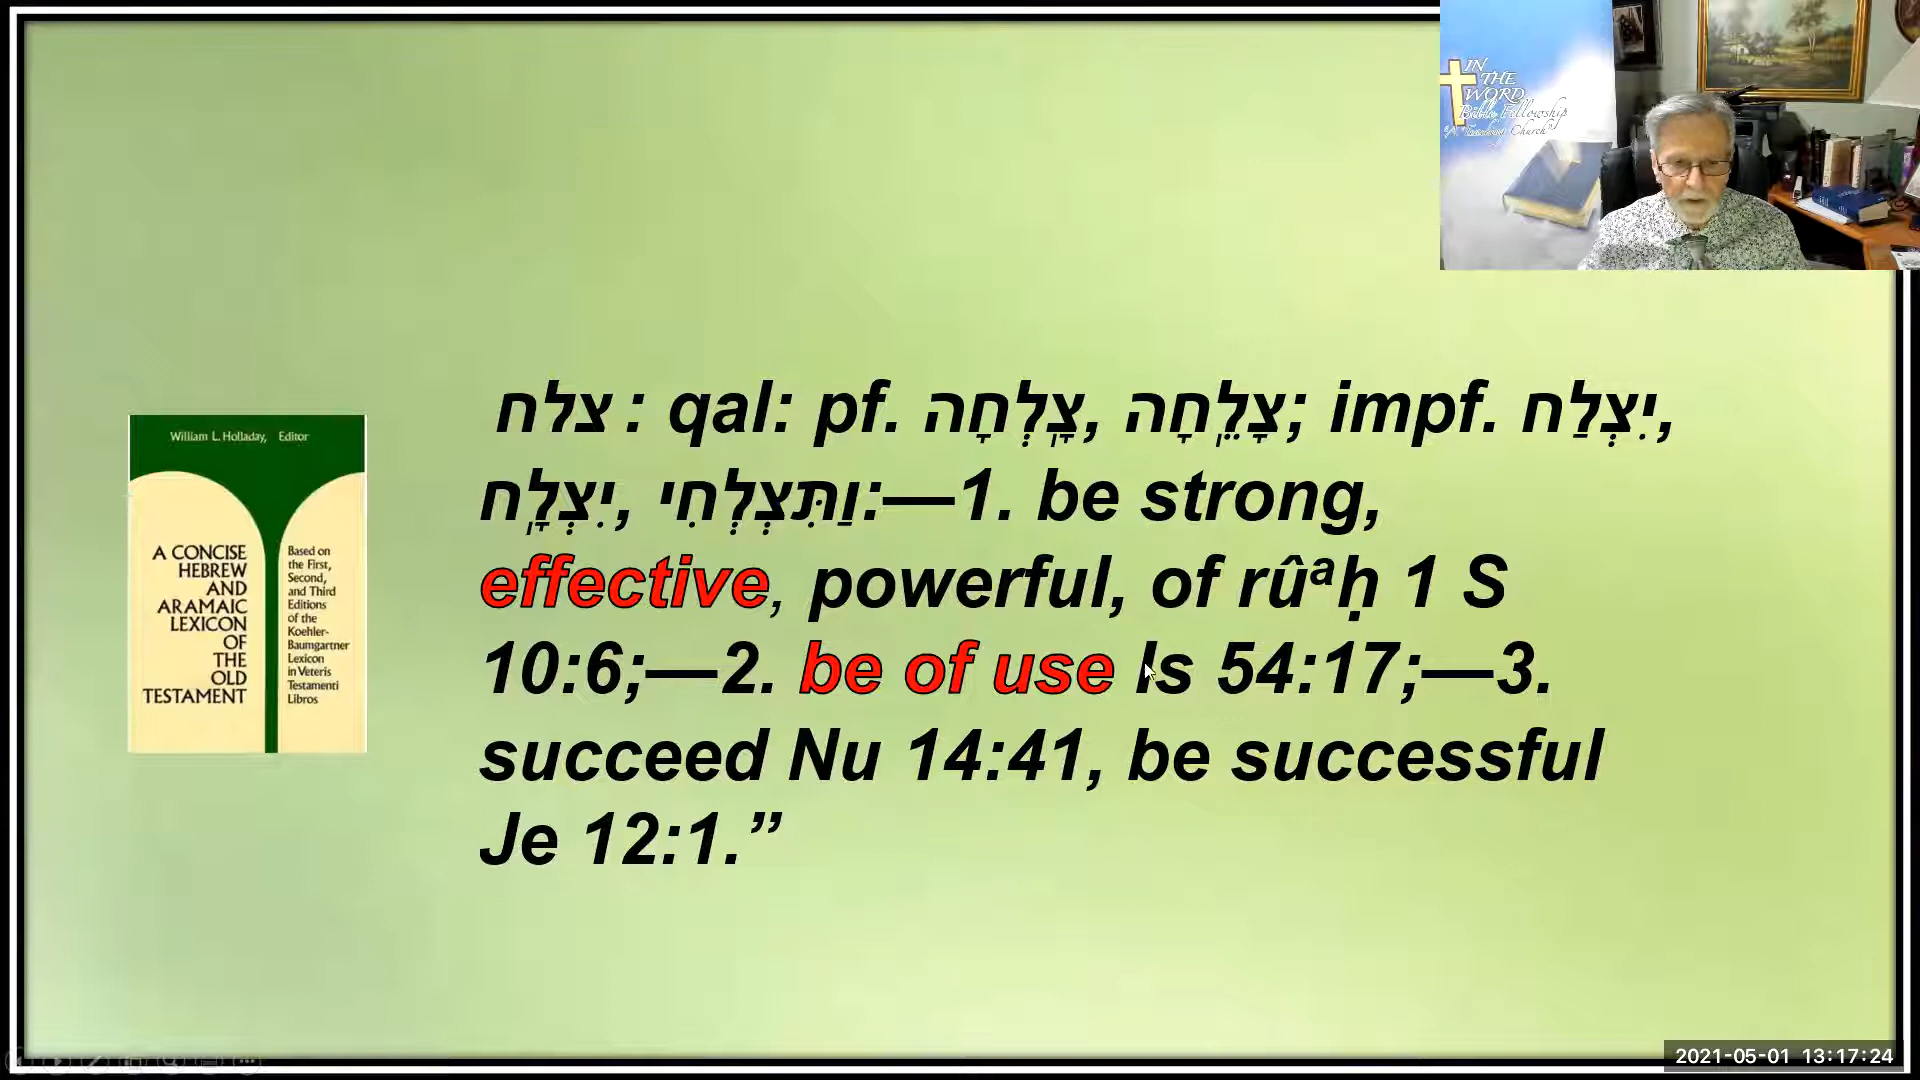 IN
THE
WORD
Bible Fellowship
"A Teaching Church"
William L. Holladay, Editor
A CONCISE
HEBREW
AND
ARAMAIC
LEXICON
OF
THE
OLD
TESTAMENT
Based on
the First,
Second,
and Third
Editions
of the
Koehler-
Baumgartner
Lexicon
in Veteris
Testamenti
Libros
צלח : qal: pf. צָֽלְחָה, צָלֵֽחָה; impf. יִצְלַח,
יִצְלָֽח, וַתִּצְלְחִי:—1. be strong,
effective, powerful, of rûᵃḥ 1 S
10:6;—2. be of use Is 54:17;—3.
succeed Nu 14:41, be successful
Je 12:1.”
2021-05-01 13:17:24